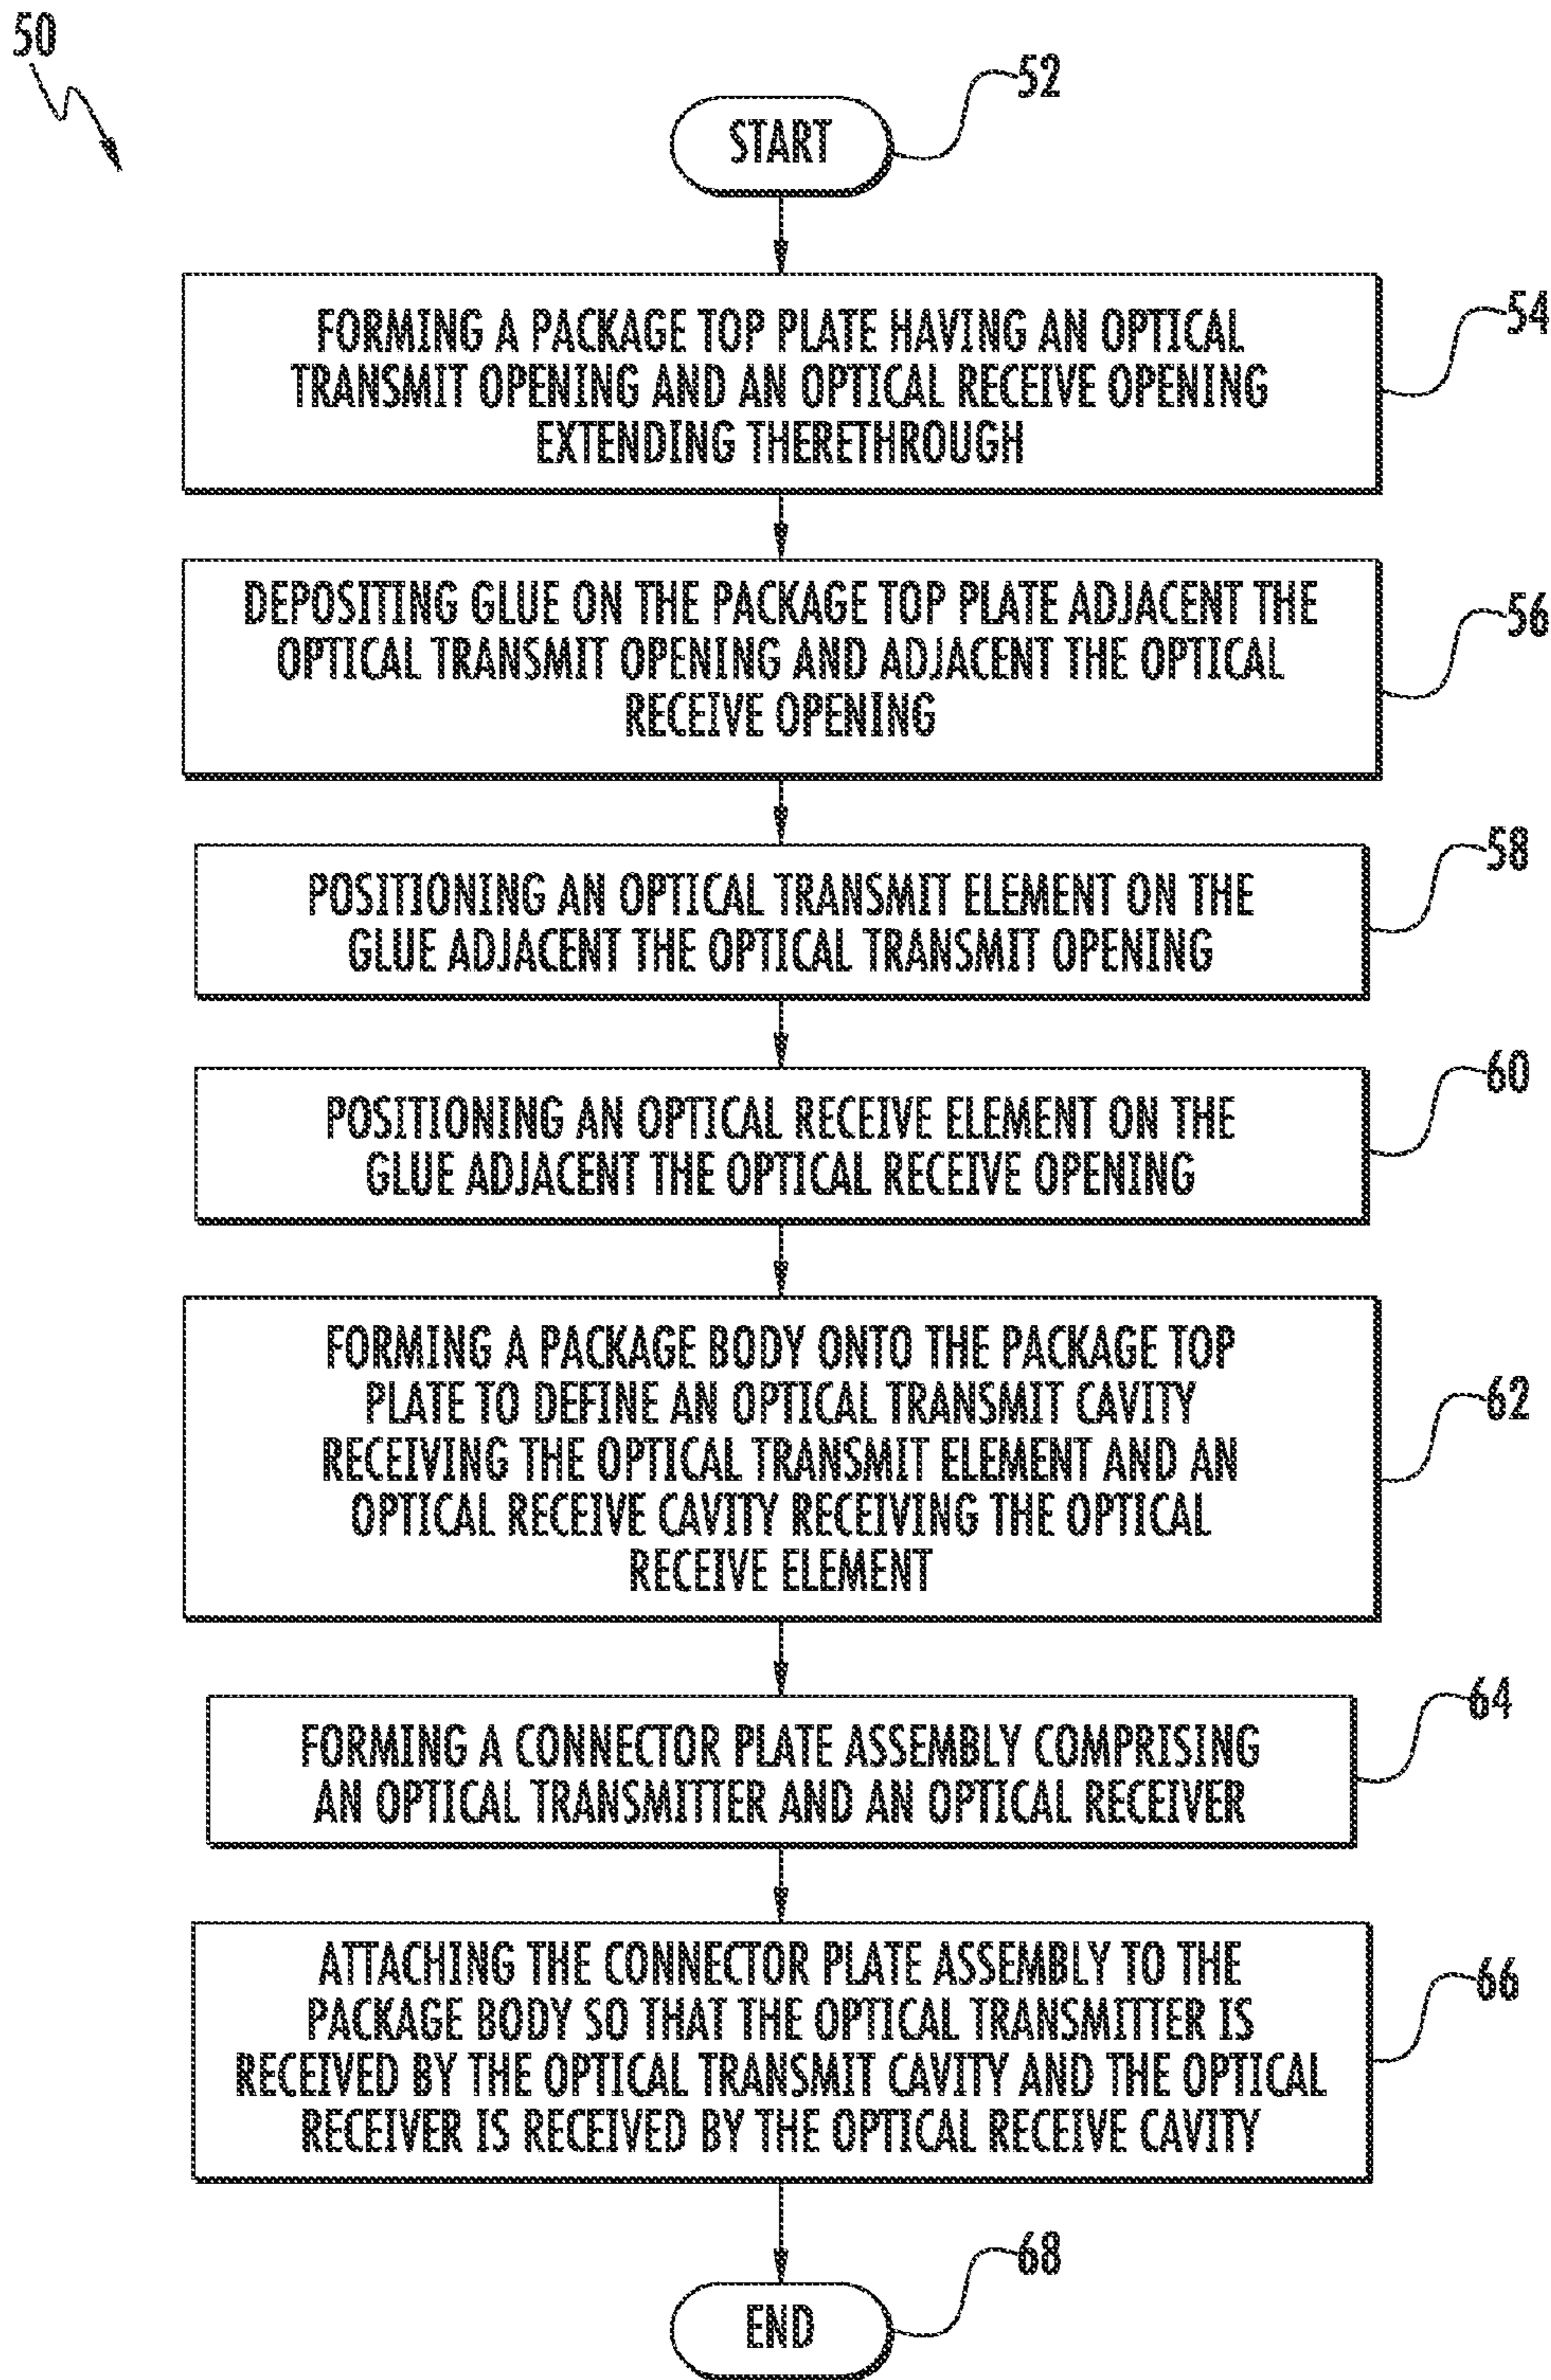 50
START
52
FORMING A PACKAGE TOP PLATE HAVING AN OPTICAL
TRANSMIT OPENING AND AN OPTICAL RECEIVE OPENING
EXTENDING THERETHROUGH
54
DEPOSITING GLUE ON THE PACKAGE TOP PLATE ADJACENT THE
OPTICAL TRANSMIT OPENING AND ADJACENT THE OPTICAL
RECEIVE OPENING
56
POSITIONING AN OPTICAL TRANSMIT ELEMENT ON THE
GLUE ADJACENT THE OPTICAL TRANSMIT OPENING
58
POSITIONING AN OPTICAL RECEIVE ELEMENT ON THE
GLUE ADJACENT THE OPTICAL RECEIVE OPENING
60
FORMING A PACKAGE BODY ONTO THE PACKAGE TOP
PLATE TO DEFINE AN OPTICAL TRANSMIT CAVITY
RECEIVING THE OPTICAL TRANSMIT ELEMENT AND AN
OPTICAL RECEIVE CAVITY RECEIVING THE OPTICAL
RECEIVE ELEMENT
62
FORMING A CONNECTOR PLATE ASSEMBLY COMPRISING
AN OPTICAL TRANSMITTER AND AN OPTICAL RECEIVER
64
ATTACHING THE CONNECTOR PLATE ASSEMBLY TO THE
PACKAGE BODY SO THAT THE OPTICAL TRANSMITTER IS
RECEIVED BY THE OPTICAL TRANSMIT CAVITY AND THE OPTICAL
RECEIVER IS RECEIVED BY THE OPTICAL RECEIVE CAVITY
66
END
68